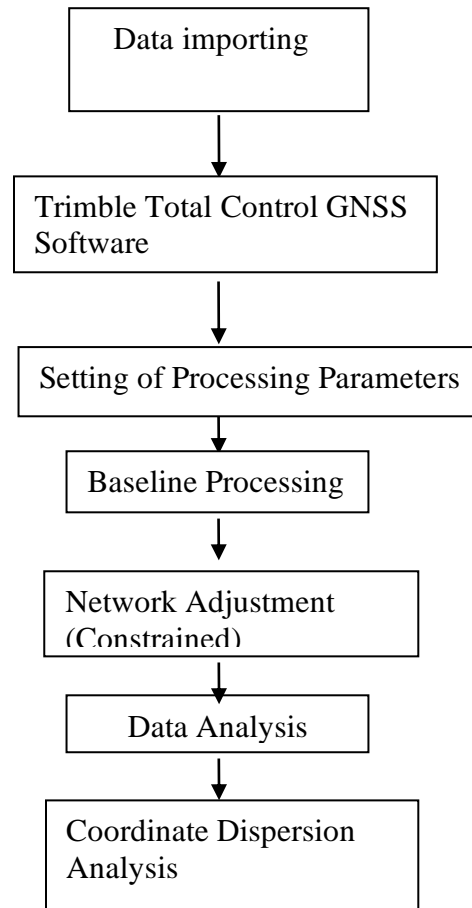 Data importing
Trimble Total Control GNSS
Software
Setting of Processing Parameters
Baseline Processing
Network Adjustment
(Constrained)
Data Analysis
Coordinate Dispersion
Analysis